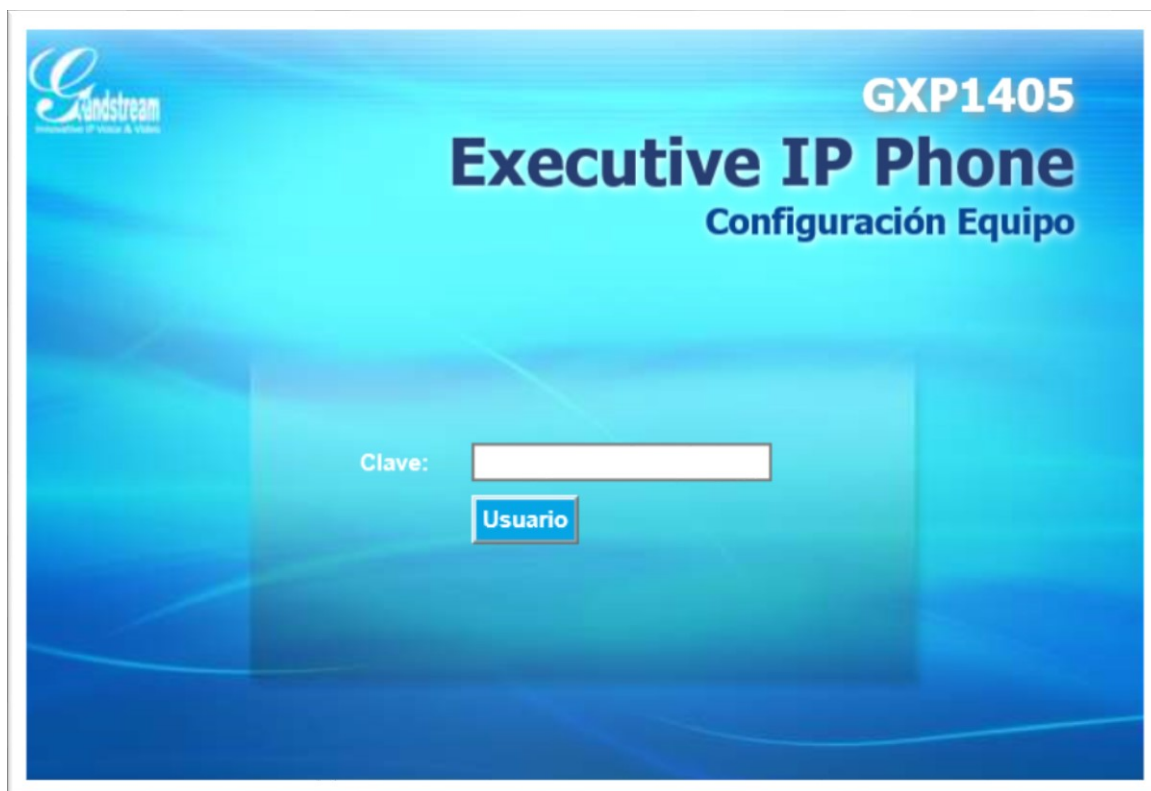 Grandstream
Innovative IP Voice & Video
GXP1405
Executive IP Phone
Configuración Equipo
Clave:
Usuario